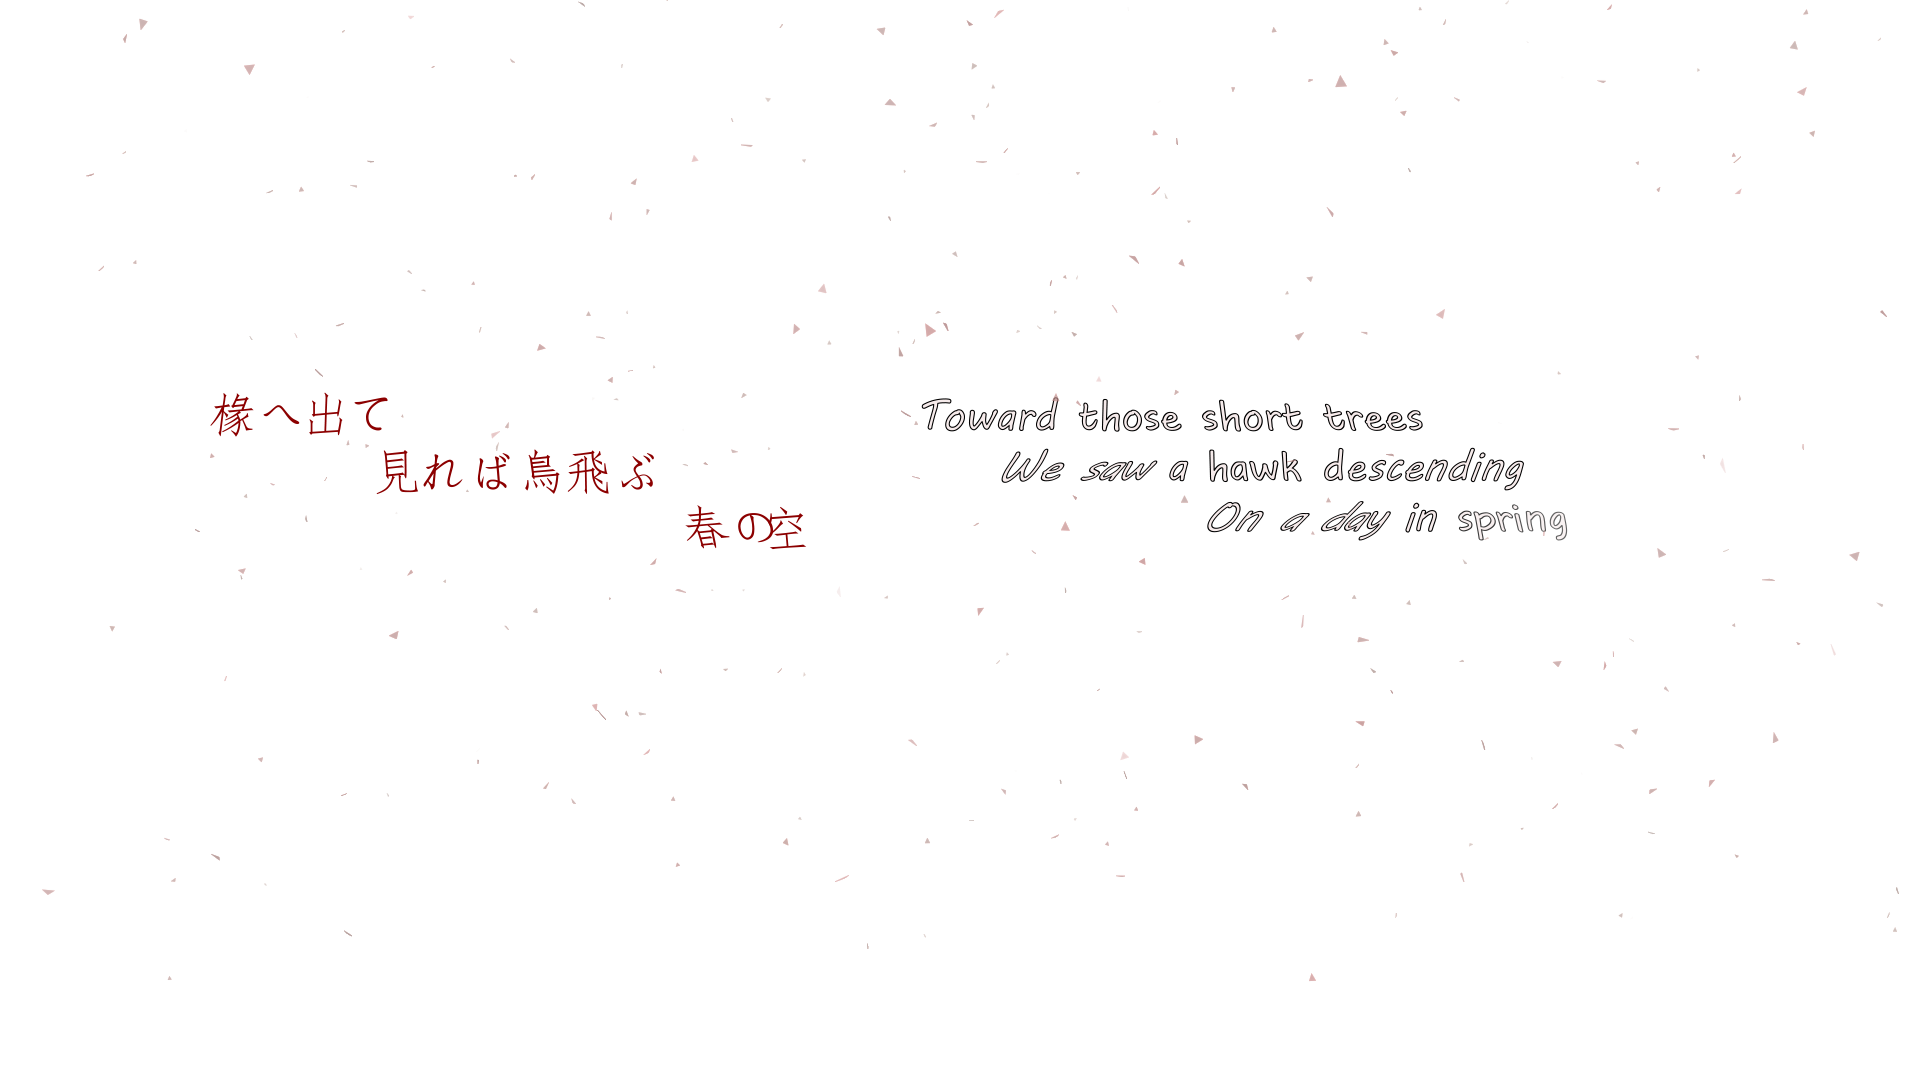 椽へ出て
見れば鳥飛ぶ
春の空
Toward those short trees
We saw a hawk descending
On a day in spring